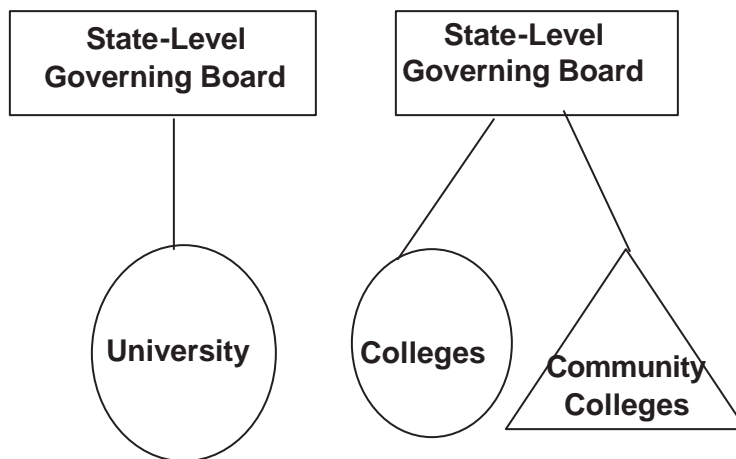 State-Level
Governing Board
State-Level
Governing Board
University
Colleges
Community
Colleges